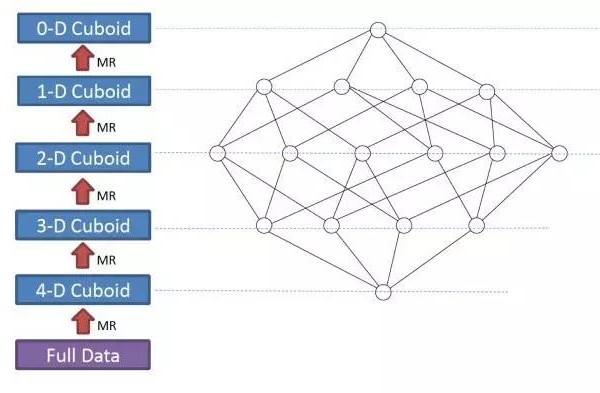 0-D Cuboid
MR
1-D Cuboid
MR
2-D Cuboid
MR
3-D Cuboid
MR
4-D Cuboid
MR
Full Data